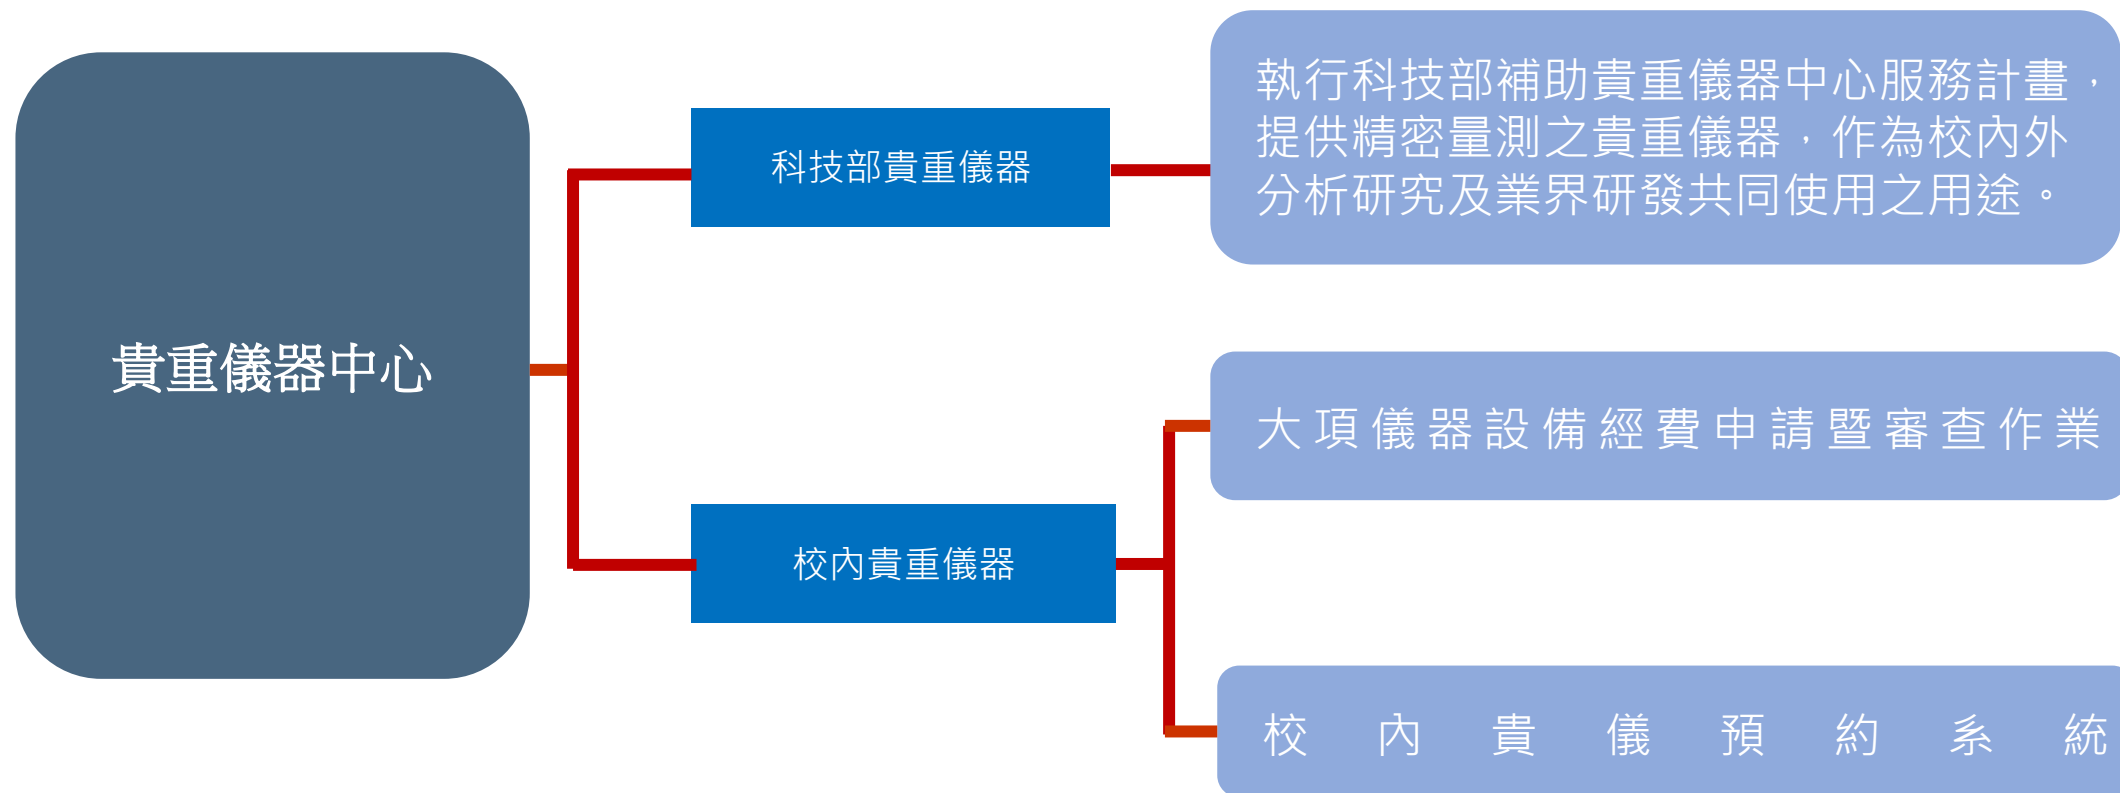 貴重儀器中心
科技部貴重儀器
執行科技部補助貴重儀器中心服務計畫，
提供精密量測之貴重儀器，作為校內外
分析研究及業界研發共同使用之用途。
校內貴重儀器
大項儀器設備經費申請暨審查作業
校內貴儀預約系統